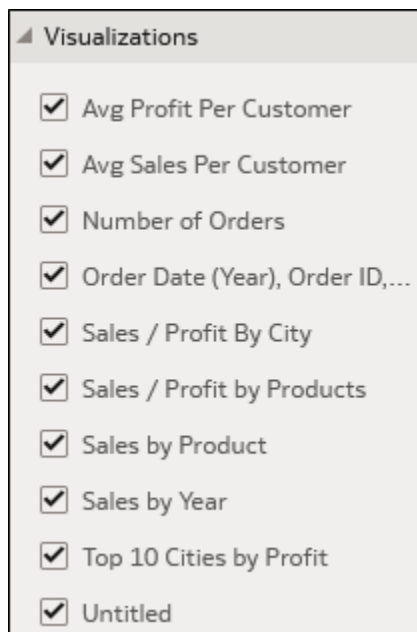 Visualizations
Avg Profit Per Customer
Avg Sales Per Customer
Number of Orders
Order Date (Year), Order ID,...
Sales / Profit By City
Sales / Profit by Products
Sales by Product
Sales by Year
Top 10 Cities by Profit
Untitled